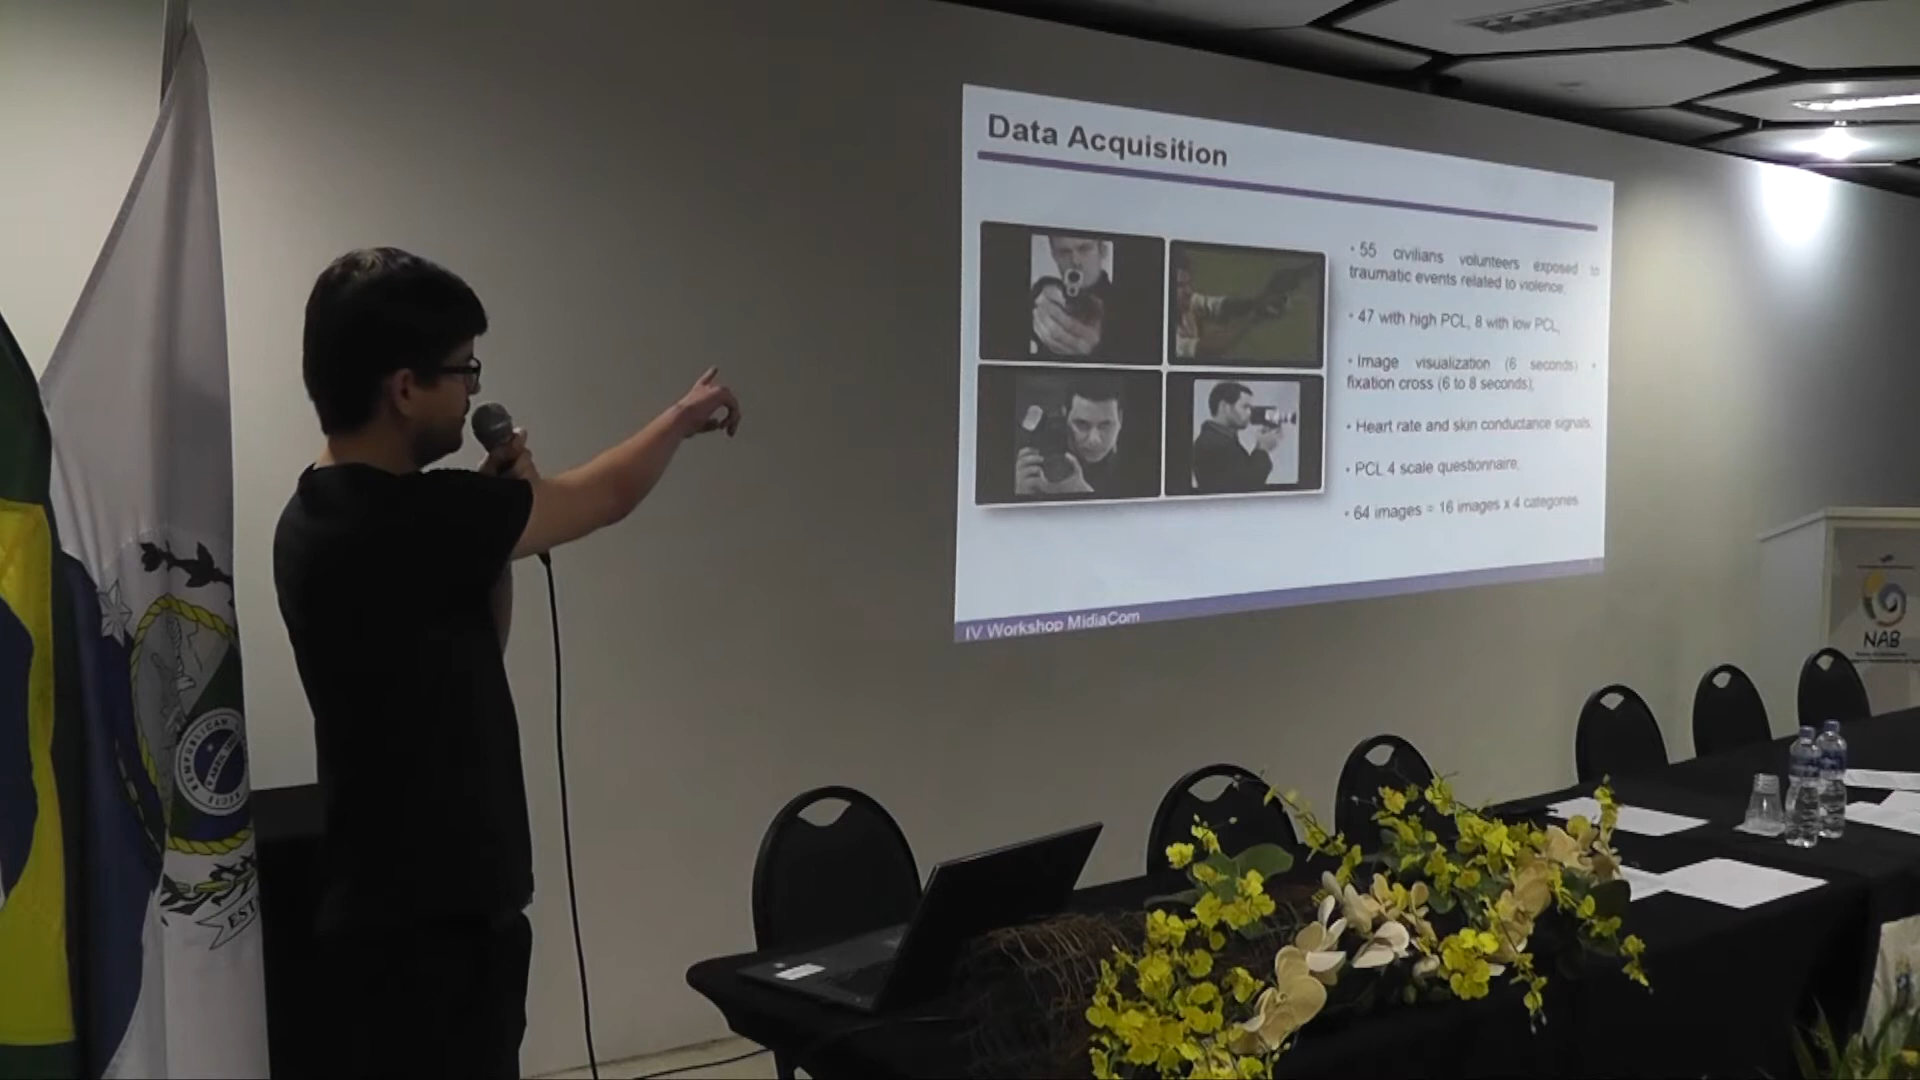 Data Acquisition
• 55 civilians volunteers exposed to
traumatic events related to violence;
• 47 with high PCL, 8 with low PCL;
• Image visualization (6 seconds) +
fixation cross (6 to 8 seconds);
• Heart rate and skin conductance signals;
• PCL 4 scale questionnaire;
• 64 images = 16 images x 4 categories
IV Workshop MidiaCom
NAB